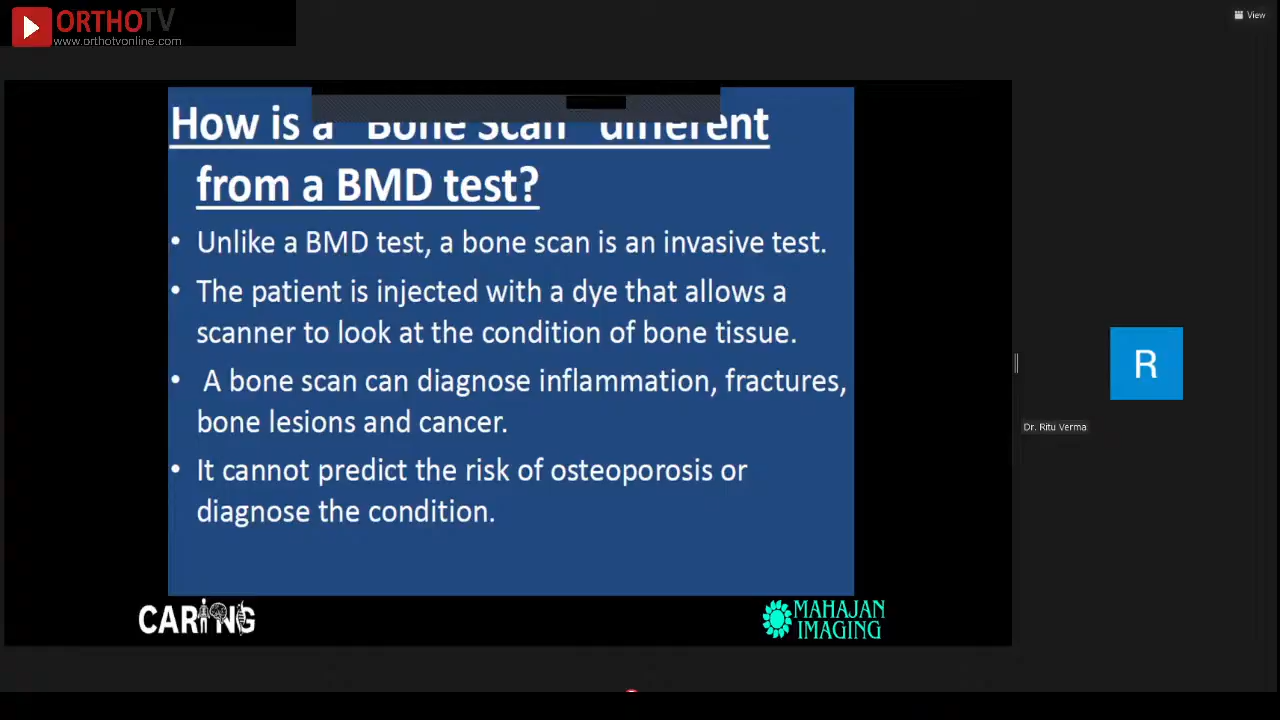 ORTHOTV
www.orthotvonline.com
View
How is a "Bone Scan" different
from a BMD test?
• Unlike a BMD test, a bone scan is an invasive test.
• The patient is injected with a dye that allows a
scanner to look at the condition of bone tissue.
• A bone scan can diagnose inflammation, fractures,
bone lesions and cancer.
• It cannot predict the risk of osteoporosis or
diagnose the condition.
R
Dr. Ritu Verma
CARING
MAHAJAN
IMAGING